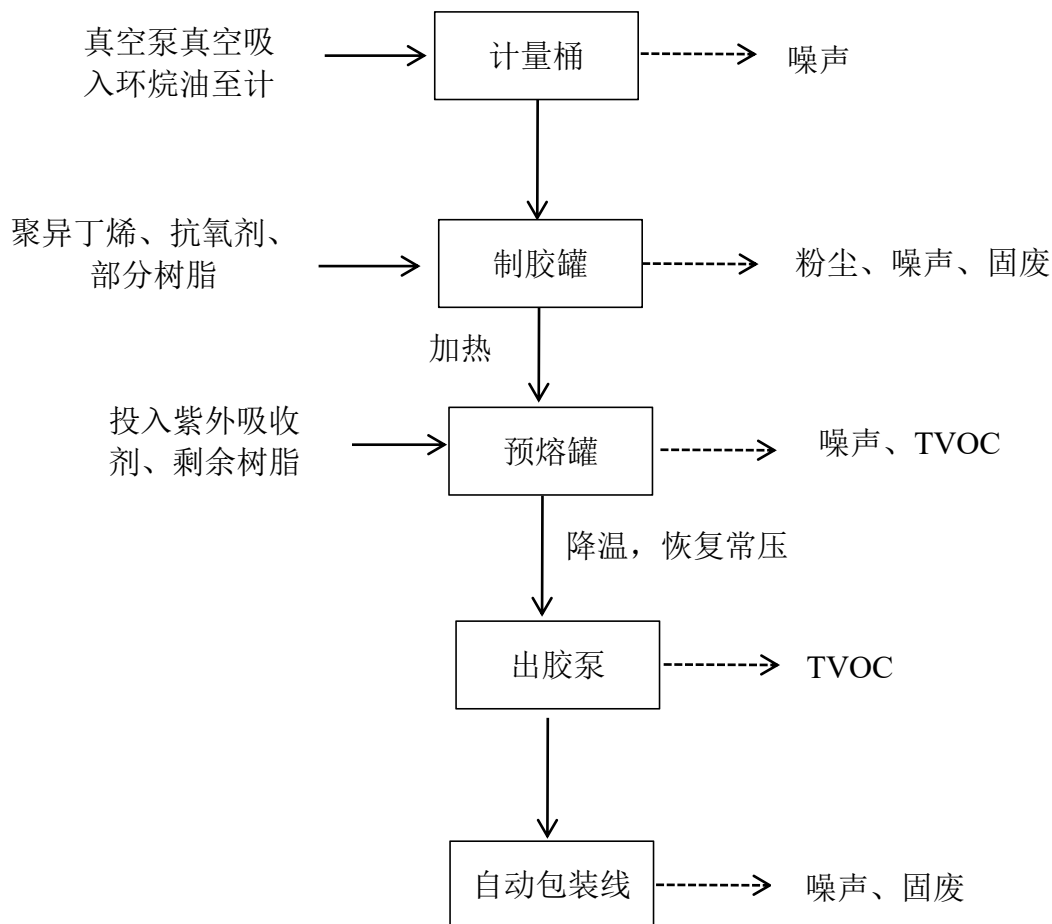 真空泵真空吸
入环烷油至计
计量桶
噪声
聚异丁烯、抗氧剂、
部分树脂
制胶罐
粉尘、噪声、固废
加热
投入紫外吸收
剂、剩余树脂
预熔罐
噪声、TVOC
降温，恢复常压
出胶泵
TVOC
自动包装线
噪声、固废